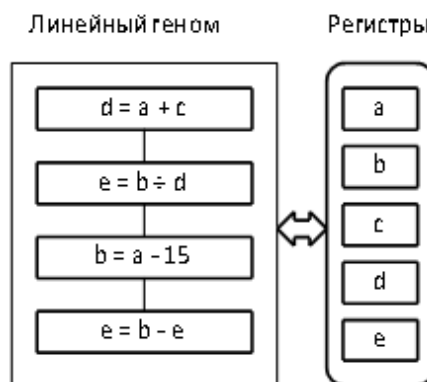 Линейный геном
d = a + c
e = b ÷ d
b = a - 15
e = b - e
Регистры
a
b
c
d
e